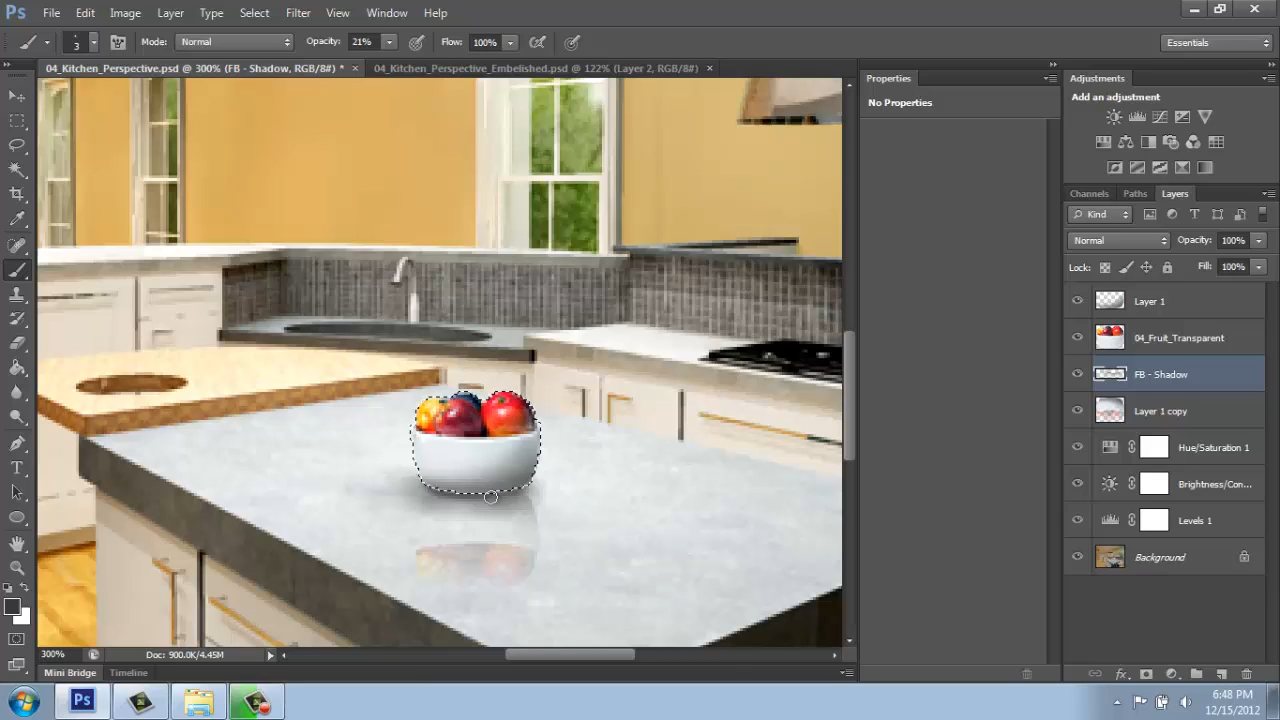 Ps File Edit Image Layer Type Select Filter View Window Help
3 Mode: Normal Opacity: 21% Flow: 100% Essentials
04_Kitchen_Perspective.psd @ 300% (FB - Shadow, RGB/8#) * × 04_Kitchen_Perspective_Embelished.psd @ 122% (Layer 2, RGB/8#) ×
Properties
No Properties
Adjustments
Add an adjustment
Channels Paths Layers
Kind
Normal Opacity: 100%
Lock: Fill: 100%
Layer 1
04_Fruit_Transparent
FB - Shadow
Layer 1 copy
Hue/Saturation 1
Brightness/Con...
Levels 1
Background
300% Doc: 900.0K/4.45M
Mini Bridge Timeline
fx
Ps
6:48 PM
12/15/2012